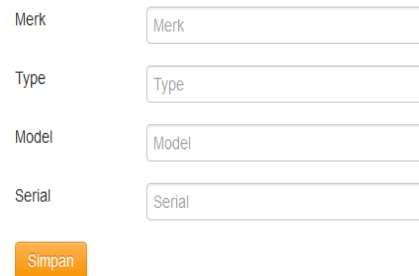 Merk Merk
Type Type
Model Model
Serial Serial
Simpan